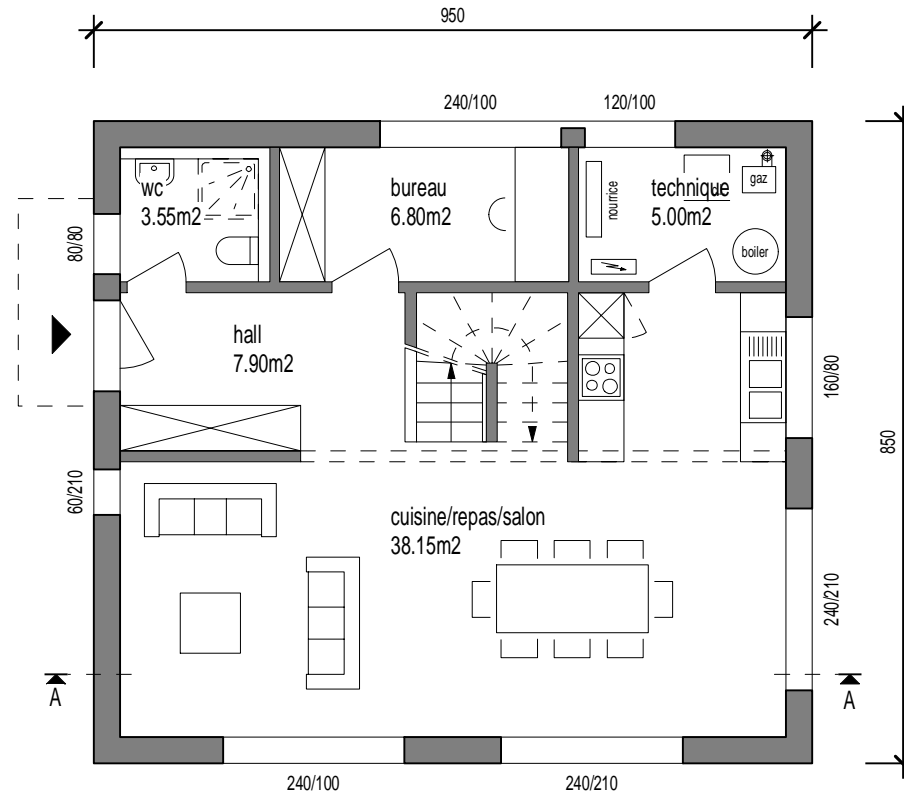 950
240/100
120/100
wc
3.55m2
bureau
6.80m2
nourrice
technique
5.00m2
gaz
boiler
80/80
hall
7.90m2
160/80
850
60/210
cuisine/repas/salon
38.15m2
240/210
A
A
240/100
240/210